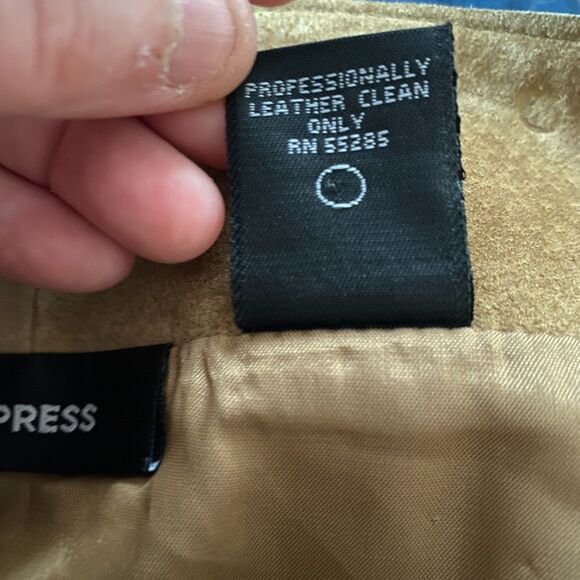 PROFESSIONALLY
LEATHER CLEAN
ONLY
RN 55285
PRESS